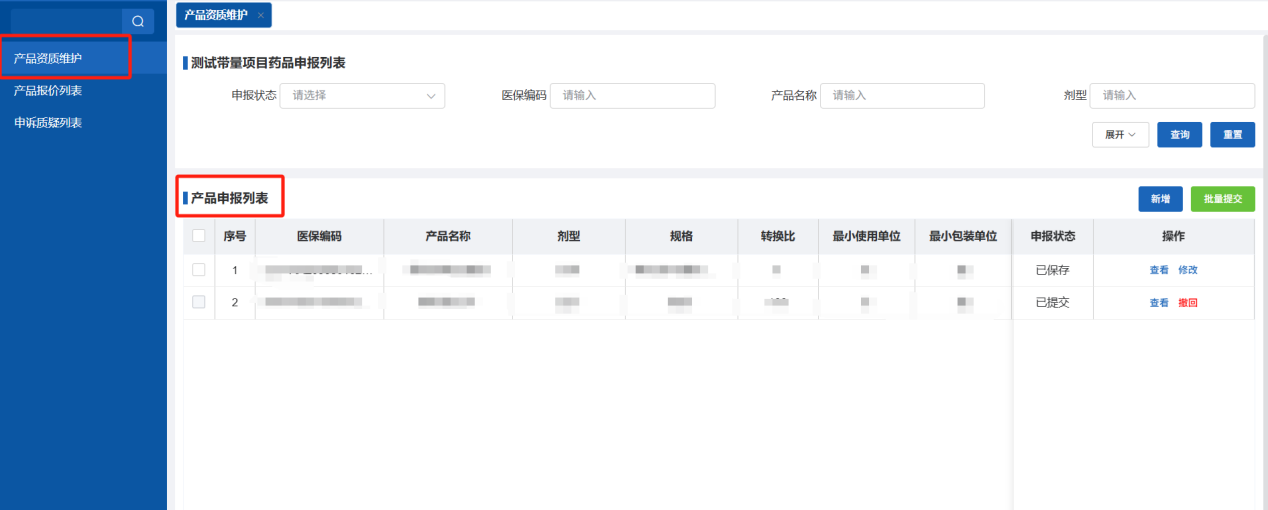 产品资质维护 ×
产品资质维护
产品报价列表
申诉质疑列表
测试带量项目药品申报列表
申报状态 请选择 医保编码 请输入 产品名称 请输入 剂型 请输入
展开 查询 重置
产品申报列表 新增 批量提交
序号 医保编码 产品名称 剂型 规格 转换比 最小使用单位 最小包装单位 申报状态 操作
1 已保存 查看 修改
2 已提交 查看 撤回